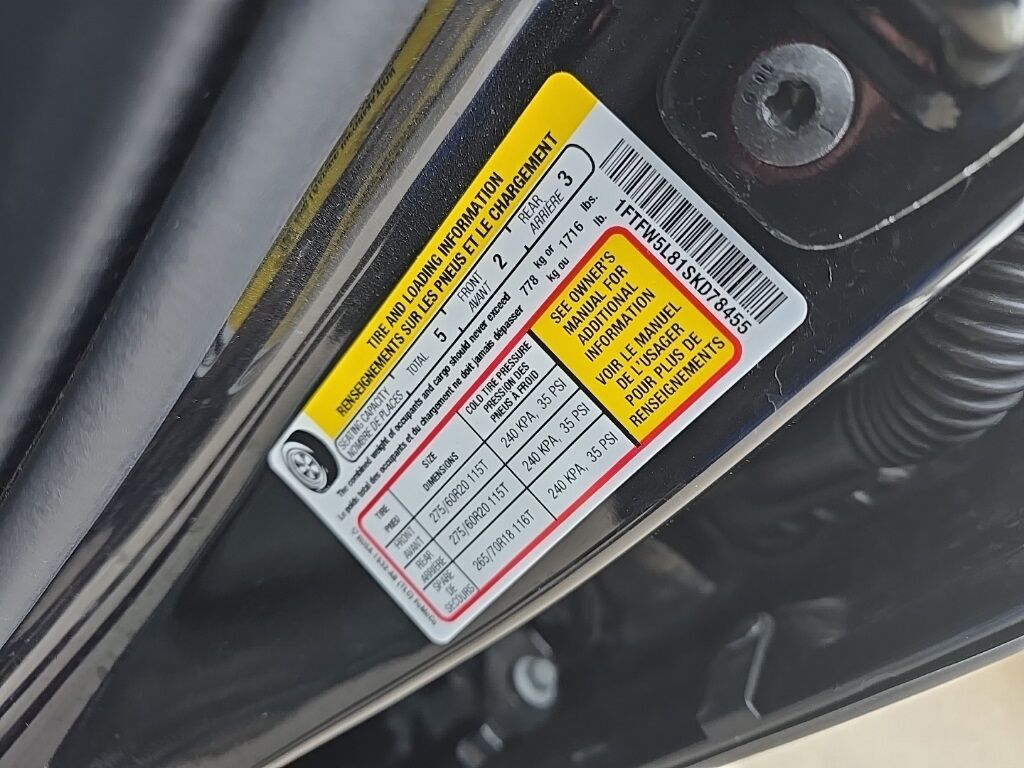 TIRE AND LOADING INFORMATION
RENSEIGNEMENTS SUR LES PNEUS ET LE CHARGEMENT
SEATING CAPACITY
NOMBRE DE PLACES
TOTAL 5
FRONT
AVANT 2
REAR
ARRIÈRE 3
The combined weight of occupants and cargo should never exceed 778 kg or 1716 lbs.
Le poids total des occupants et du chargement ne doit jamais dépasser kg ou lb.
TIRE
PNEU
SIZE
DIMENSIONS
COLD TIRE PRESSURE
PRESSION DES
PNEUS À FROID
FRONT
AVANT
275/60R20 115T
240 KPA, 35 PSI
REAR
ARRIÈRE
275/60R20 115T
240 KPA, 35 PSI
SPARE
DE
SECOURS
265/70R18 116T
240 KPA, 35 PSI
SEE OWNER'S
MANUAL FOR
ADDITIONAL
INFORMATION
VOIR LE MANUEL
DE L'USAGER
POUR PLUS DE
RENSEIGNEMENTS
1FTFW5L81SKD78455